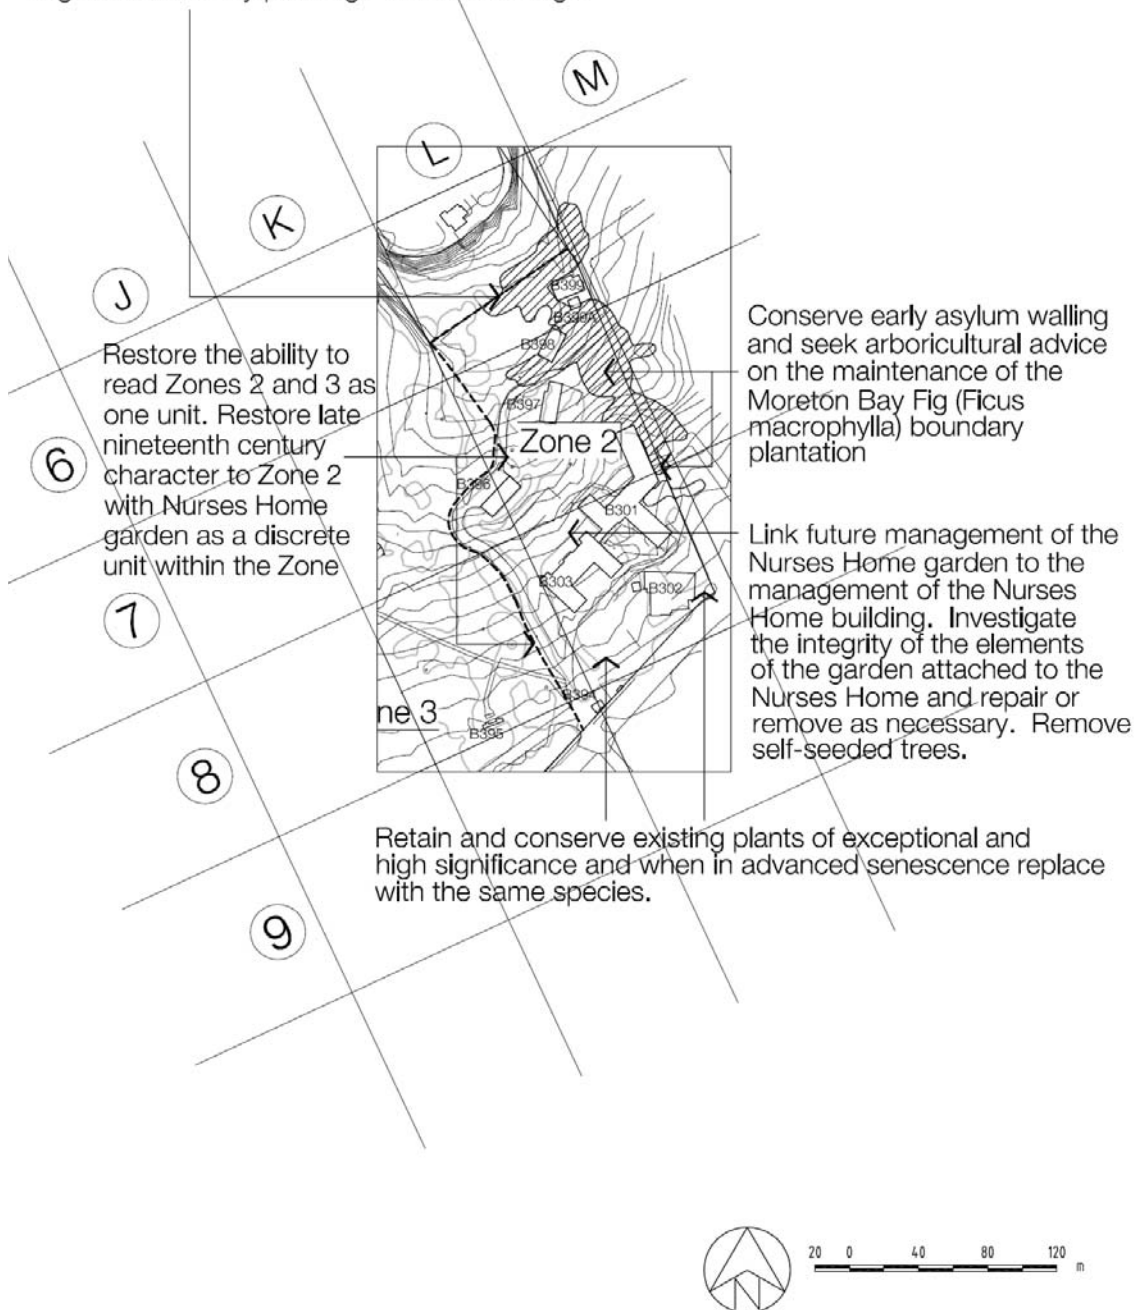 M
L
K
J
6
7
8
9
Restore the ability to
read Zones 2 and 3 as
one unit. Restore late
nineteenth century
character to Zone 2
with Nurses Home
garden as a discrete
unit within the Zone
B399
B399A
B398
B397
Zone 2
B301
B303
B302
B394
ne 3
B395
Conserve early asylum walling
and seek arboricultural advice
on the maintenance of the
Moreton Bay Fig (Ficus
macrophylla) boundary
plantation
Link future management of the
Nurses Home garden to the
management of the Nurses
Home building. Investigate
the integrity of the elements
of the garden attached to the
Nurses Home and repair or
remove as necessary. Remove
self-seeded trees.
Retain and conserve existing plants of exceptional and
high significance and when in advanced senescence replace
with the same species.
20 0 40 80 120 m